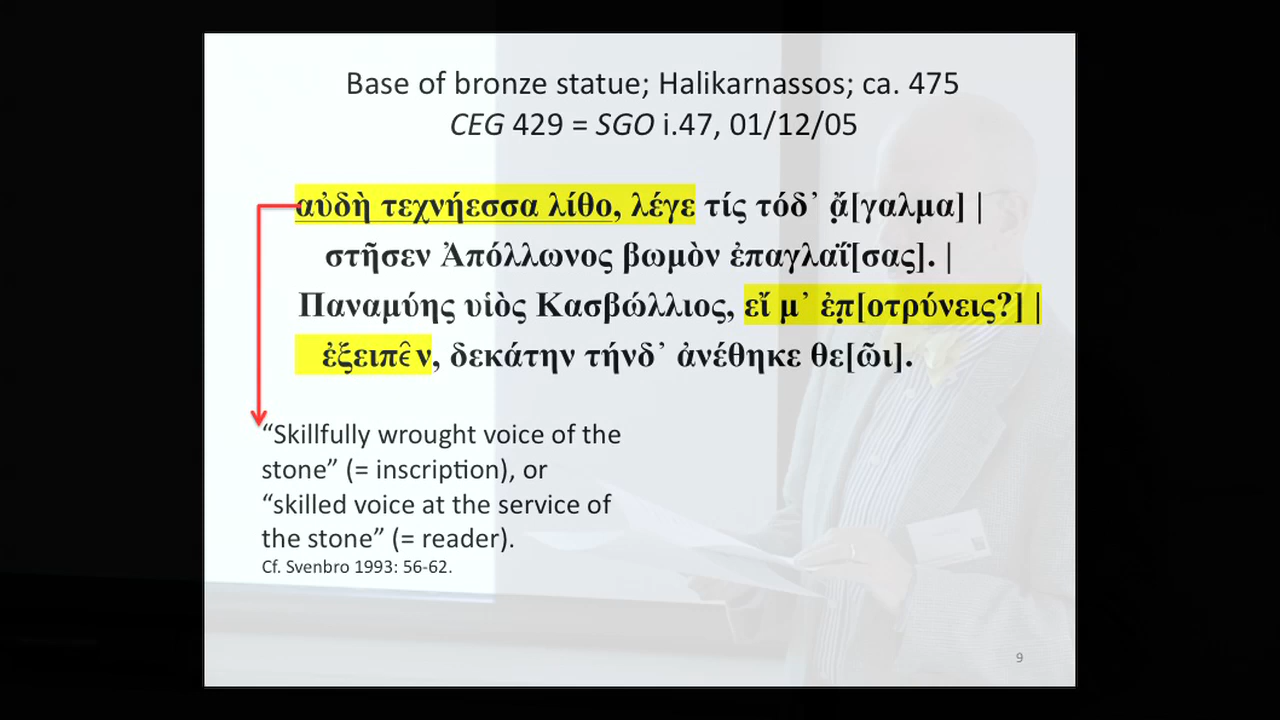 Base of bronze statue; Halikarnassos; ca. 475
CEG 429 = SGO i.47, 01/12/05
αὐδὴ τεχνήεσσα λίθο, λέγε τίς τόδ᾽ ἄ̣[γαλμα] |
στῆσεν Ἀπόλλωνος βωμὸν ἐπαγλαΐ[σας]. |
Παναμύης υἱὸς Κασβώλλιος, εἴ μ᾽ ἐπ̣[οτρύνεις?] |
ἐξειπε͂ν, δεκάτην τήνδ᾽ ἀνέθηκε θε[ῶι].
“Skillfully wrought voice of the
stone” (= inscription), or
“skilled voice at the service of
the stone” (= reader).
Cf. Svenbro 1993: 56-62.
9